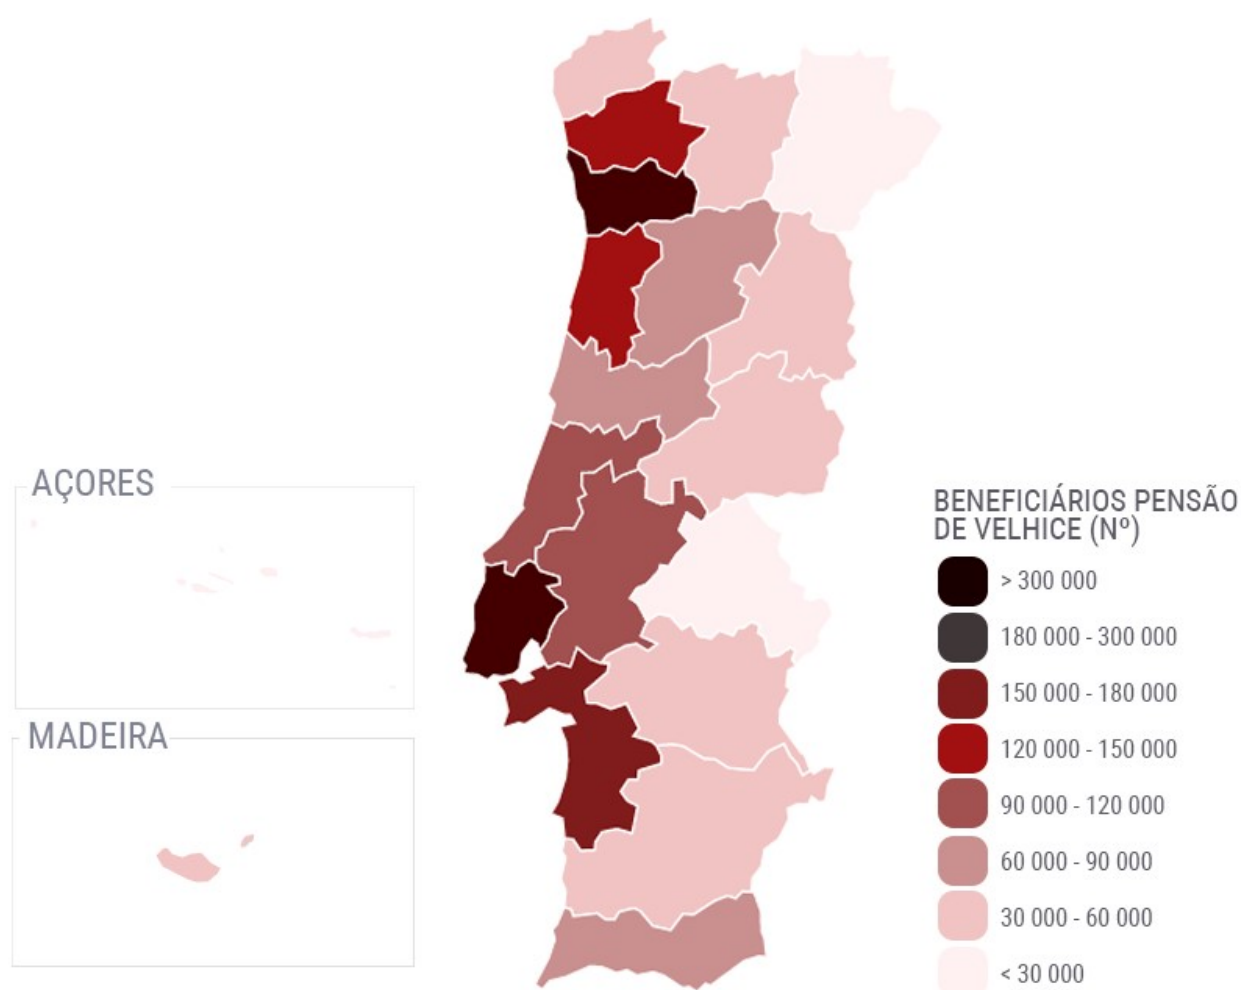 AÇORES
MADEIRA
BENEFICIÁRIOS PENSÃO
DE VELHICE (Nº)
> 300 000
180 000 - 300 000
150 000 - 180 000
120 000 - 150 000
90 000 - 120 000
60 000 - 90 000
30 000 - 60 000
< 30 000